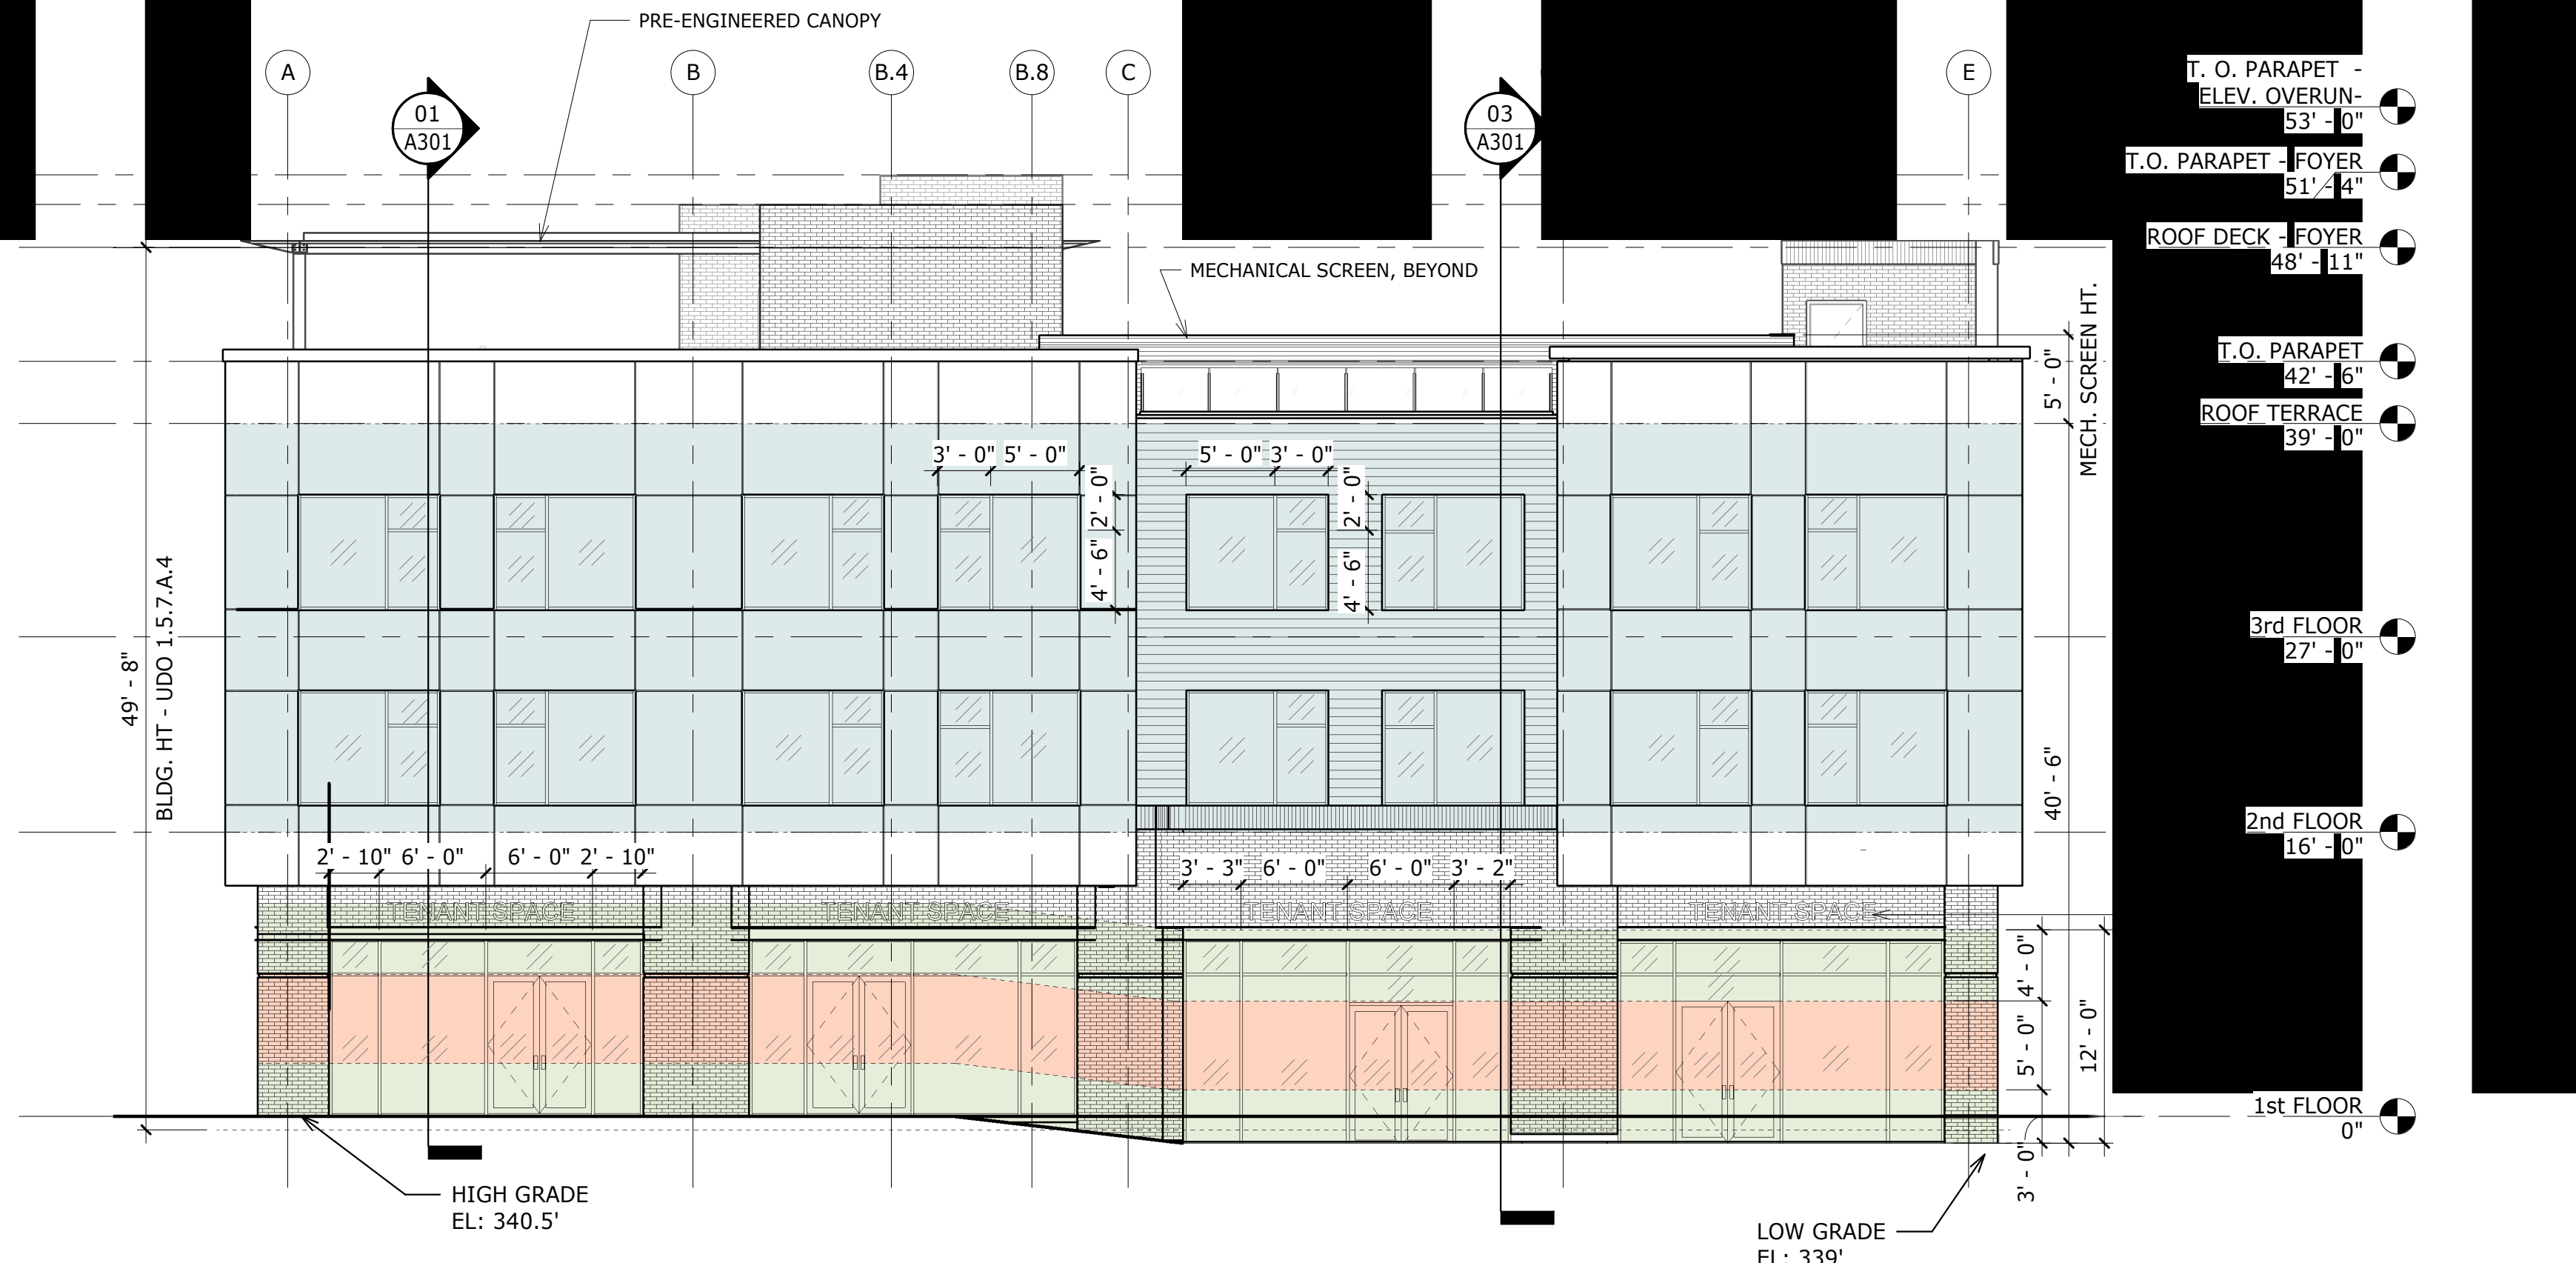 PRE-ENGINEERED CANOPY
A
B
B.4
B.8
C
E
01
A301
03
A301
T. O. PARAPET -
ELEV. OVERUN-
53' - 0"
T.O. PARAPET - FOYER
51' - 4"
ROOF DECK - FOYER
48' - 11"
MECHANICAL SCREEN, BEYOND
T.O. PARAPET
42' - 6"
ROOF TERRACE
39' - 0"
5' - 0"
MECH. SCREEN HT.
3' - 0" 5' - 0"
5' - 0" 3' - 0"
2' - 0"
4' - 6"
2' - 0"
4' - 6"
49' - 8"
BLDG. HT - UDO 1.5.7.A.4
3rd FLOOR
27' - 0"
40' - 6"
2nd FLOOR
16' - 0"
2' - 10" 6' - 0" 6' - 0" 2' - 10"
3' - 3" 6' - 0" 6' - 0" 3' - 2"
TENANT SPACE
TENANT SPACE
TENANT SPACE
TENANT SPACE
4' - 0"
5' - 0"
12' - 0"
3' - 0"
1st FLOOR
0"
HIGH GRADE
EL: 340.5'
LOW GRADE
EL: 339'